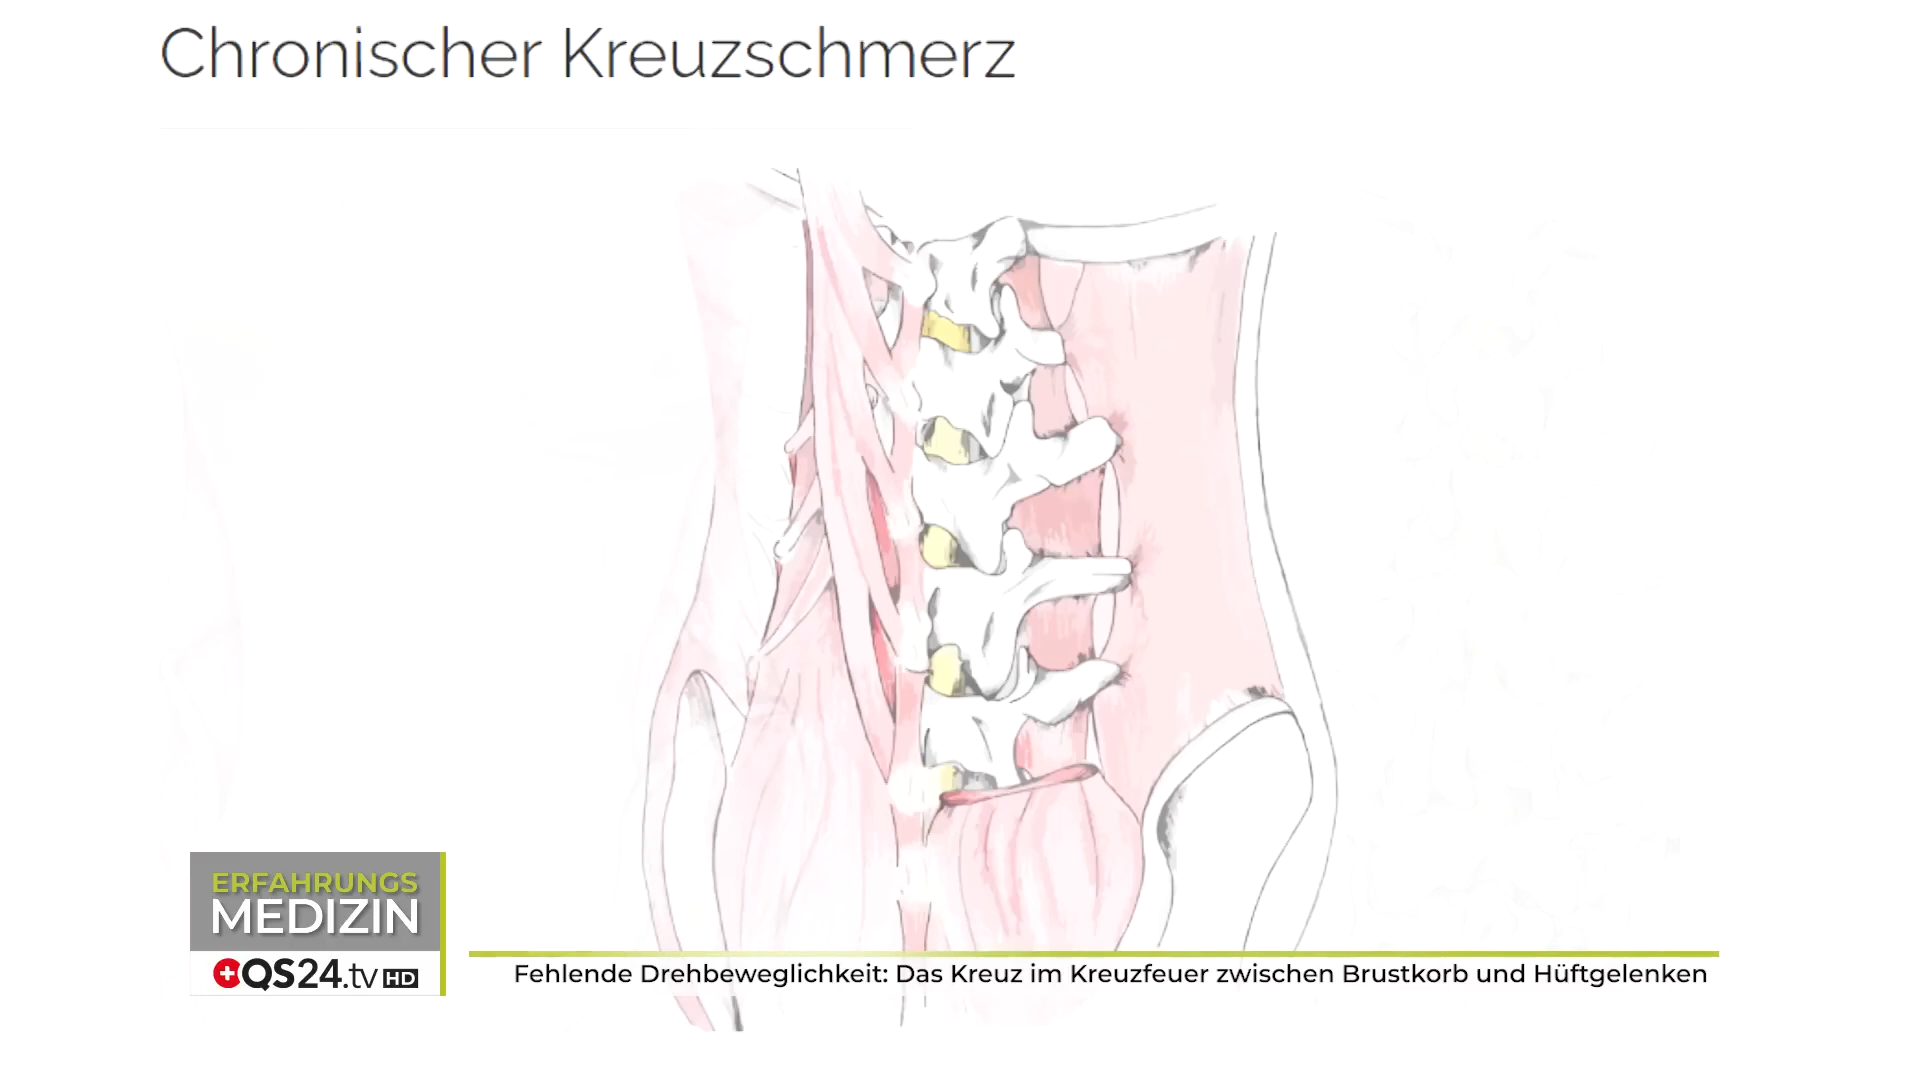 Chronischer Kreuzschmerz
ERFAHRUNGS
MEDIZIN
QS24.tv HD
Fehlende Drehbeweglichkeit: Das Kreuz im Kreuzfeuer zwischen Brustkorb und Hüftgelenken